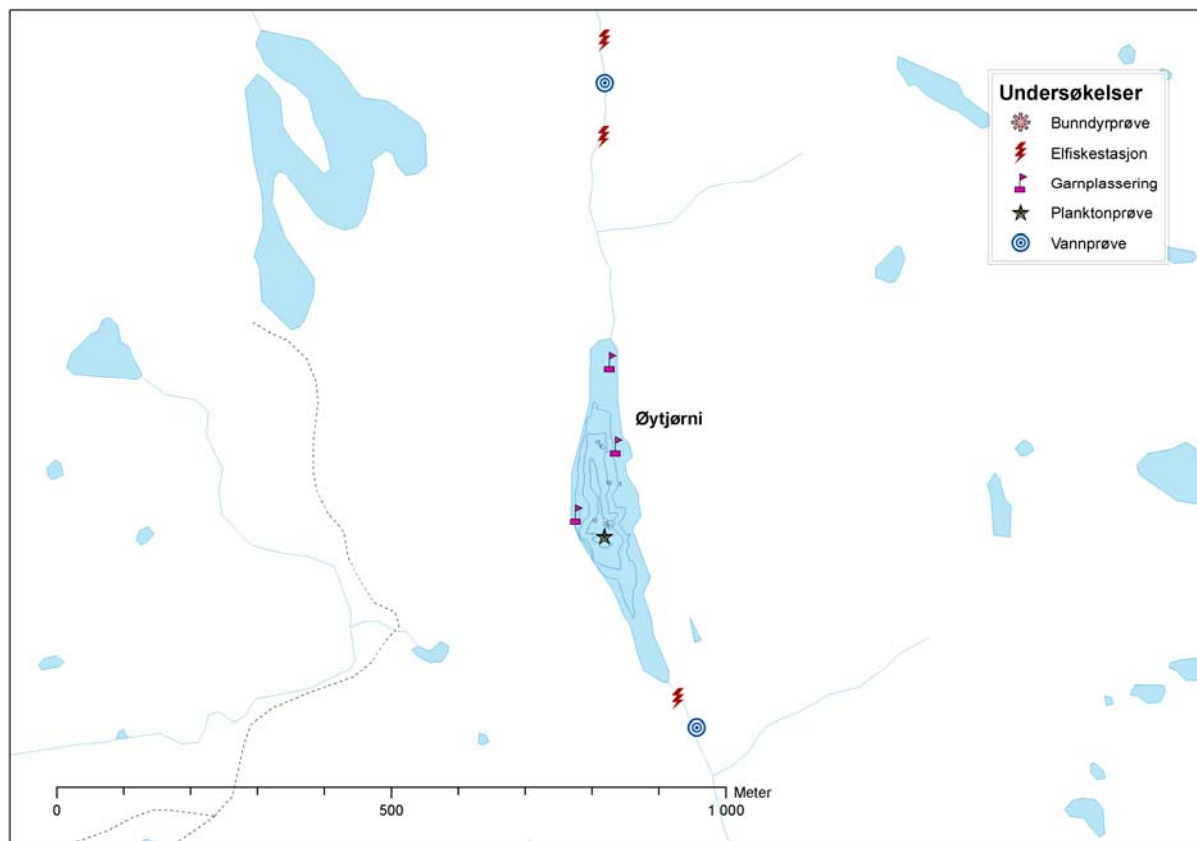 Undersøkelser
Bunndyrprøve
Elfiskestasjon
Garnplassering
Planktonprøve
Vannprøve
Øytjørni
Meter
0 500 1 000